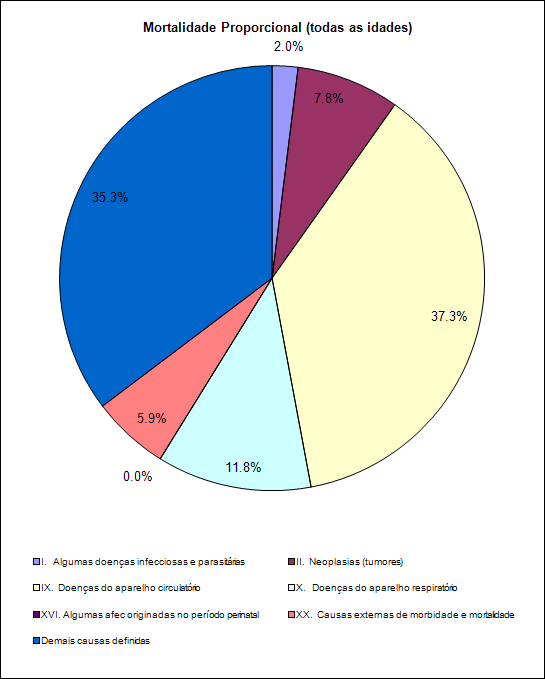 Mortalidade Proporcional (todas as idades)
2.0%
7.8%
35.3%
37.3%
5.9%
11.8%
0.0%
I. Algumas doenças infecciosas e parasitárias
II. Neoplasias (tumores)
IX. Doenças do aparelho circulatório
X. Doenças do aparelho respiratório
XVI. Algumas afec originadas no período perinatal
XX. Causas externas de morbidade e mortalidade
Demais causas definidas